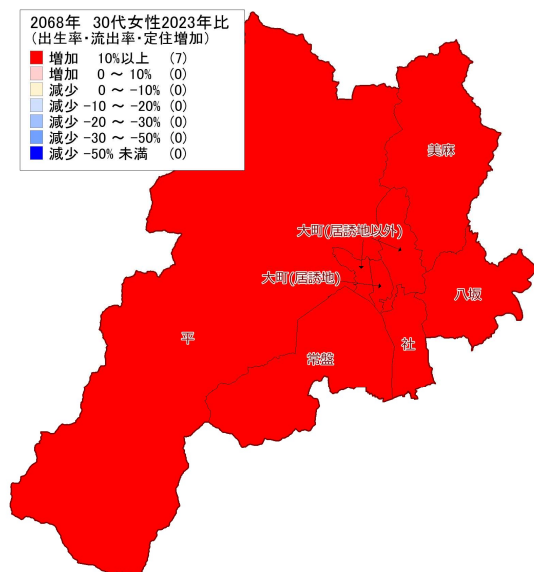 2068年 30代女性2023年比
(出生率・流出率・定住増加)
増加 10%以上 (7)
増加 0 ～ 10% (0)
減少 0 ～ -10% (0)
減少 -10 ～ -20% (0)
減少 -20 ～ -30% (0)
減少 -30 ～ -50% (0)
減少 -50% 未満 (0)
美麻
大町(居誘地以外)
大町(居誘地)
八坂
平
社
常盤